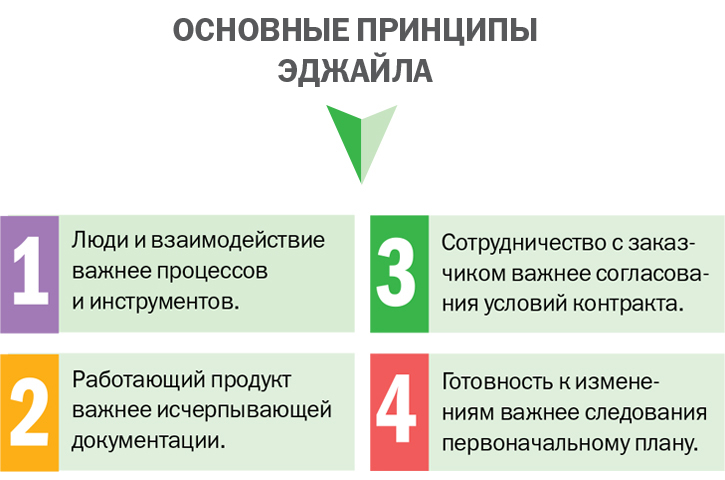 ОСНОВНЫЕ ПРИНЦИПЫ
ЭДЖАЙЛА
1
Люди и взаимодействие
важнее процессов
и инструментов.
2
Работающий продукт
важнее исчерпывающей
документации.
3
Сотрудничество с заказ-
чиком важнее согласова-
ния условий контракта.
4
Готовность к измене-
ниям важнее следования
первоначальному плану.